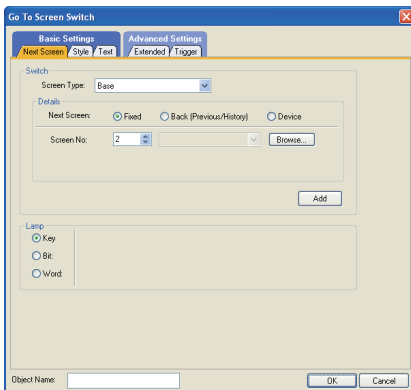 Go To Screen Switch
Basic Settings Advanced Settings
Next Screen Style Text Extended Trigger
Switch
Screen Type: Base
Details
Next Screen: Fixed Back (Previous/History) Device
Screen No: 2 Browse...
Add
Lamp
Key
Bit:
Word:
Object Name: OK Cancel